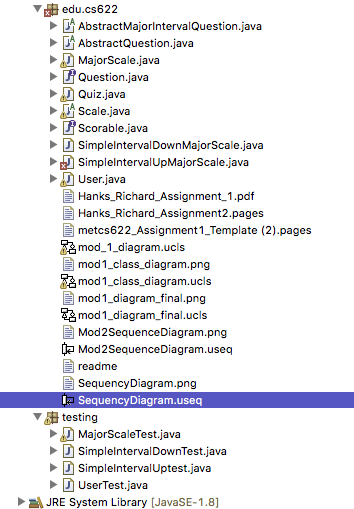 edu.cs622
AbstractMajorIntervalQuestion.java
AbstractQuestion.java
MajorScale.java
Question.java
Quiz.java
Scale.java
Scorable.java
SimpleIntervalDownMajorScale.java
SimpleIntervalUpMajorScale.java
User.java
Hanks_Richard_Assignment_1.pdf
Hanks_Richard_Assignment2.pages
metcs622_Assignment1_Template (2).pages
mod_1_diagram.ucls
mod1_class_diagram.png
mod1_class_diagram.ucls
mod1_diagram_final.png
mod1_diagram_final.ucls
Mod2SequenceDiagram.png
Mod2SequenceDiagram.useq
readme
SequencyDiagram.png
SequencyDiagram.useq
testing
MajorScaleTest.java
SimpleIntervalDownTest.java
SimpleIntervalUptest.java
UserTest.java
JRE System Library [JavaSE-1.8]